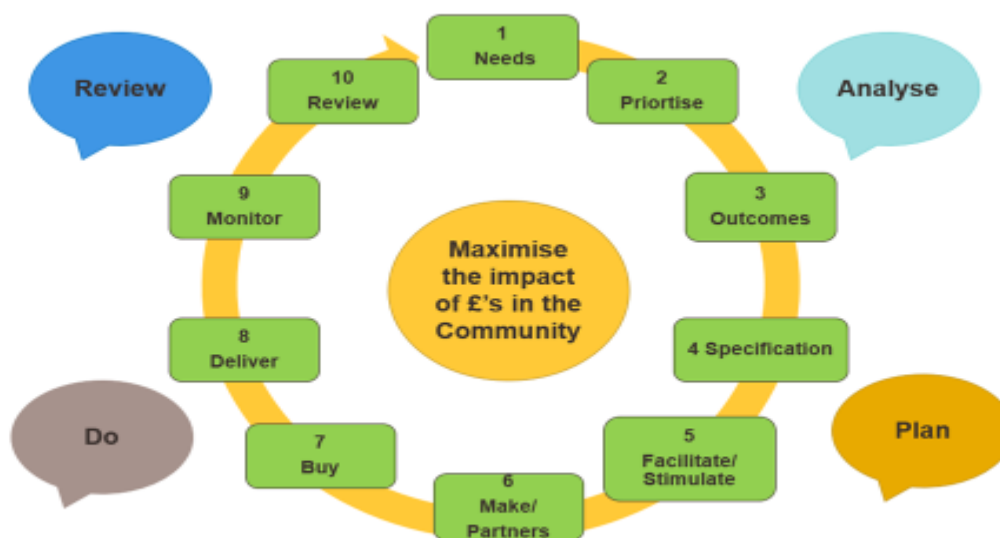 1
Needs
2
Priortise
3
Outcomes
4 Specification
5
Facilitate/
Stimulate
6
Make/
Partners
7
Buy
8
Deliver
9
Monitor
10
Review
Review
Analyse
Do
Plan
Maximise
the impact
of £'s in the
Community